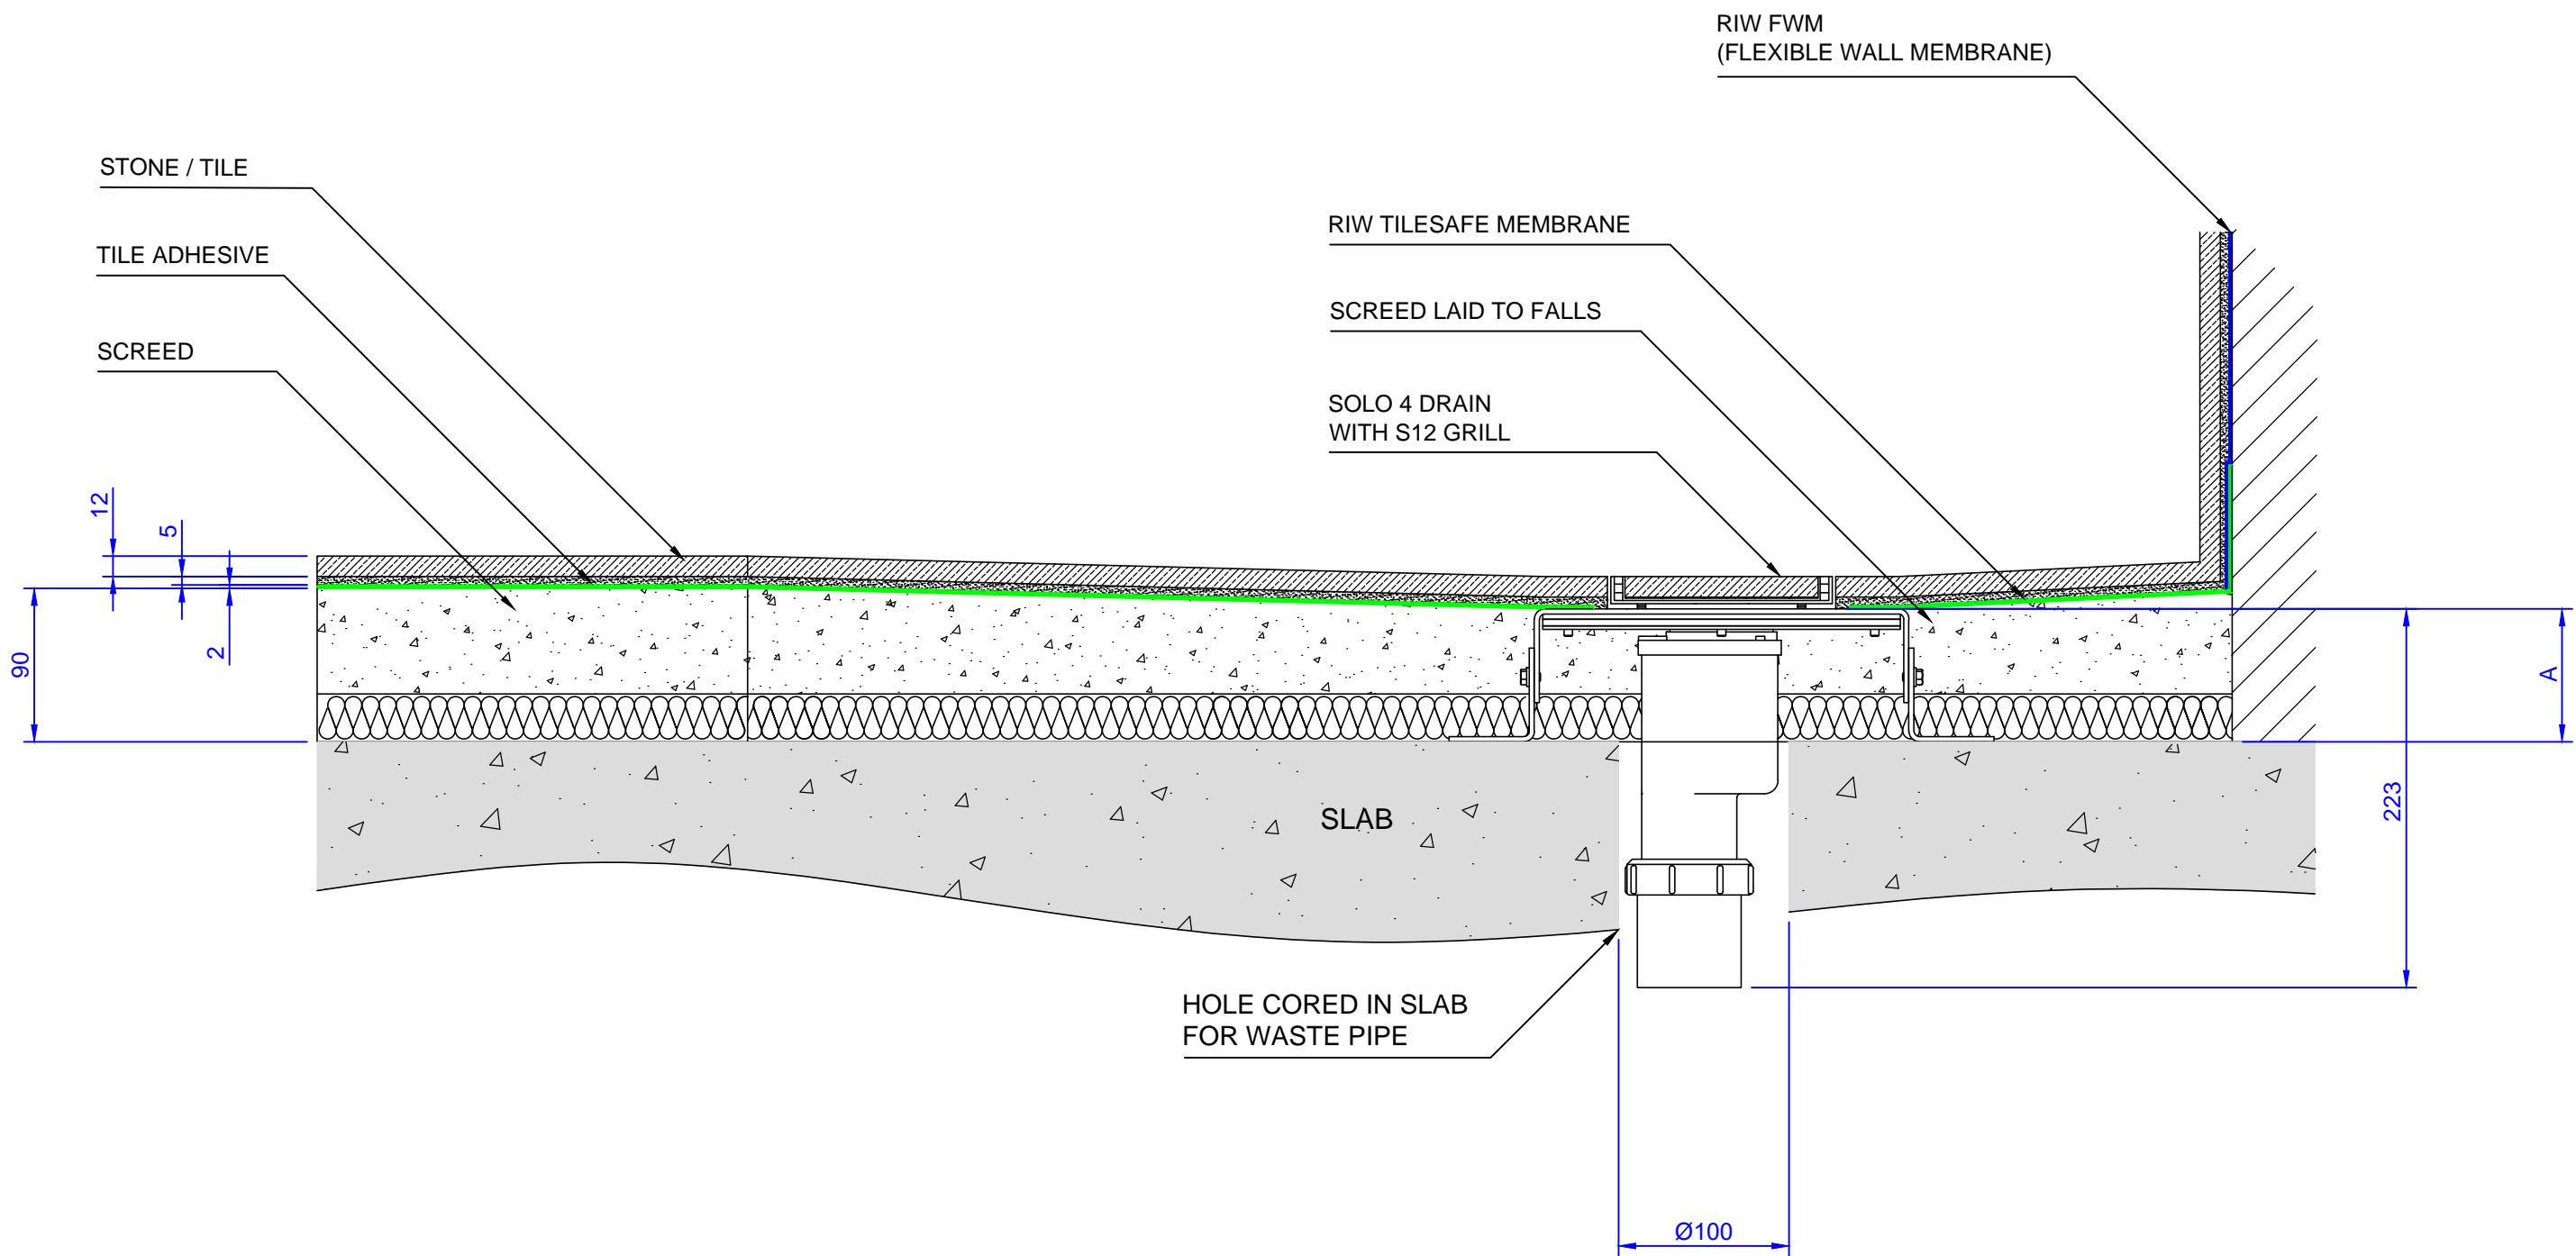 RIW FWM
(FLEXIBLE WALL MEMBRANE)
STONE / TILE
RIW TILESAFE MEMBRANE
TILE ADHESIVE
SCREED LAID TO FALLS
SCREED
SOLO 4 DRAIN
WITH S12 GRILL
12
5
2
90
A
223
SLAB
HOLE CORED IN SLAB
FOR WASTE PIPE
Ø100